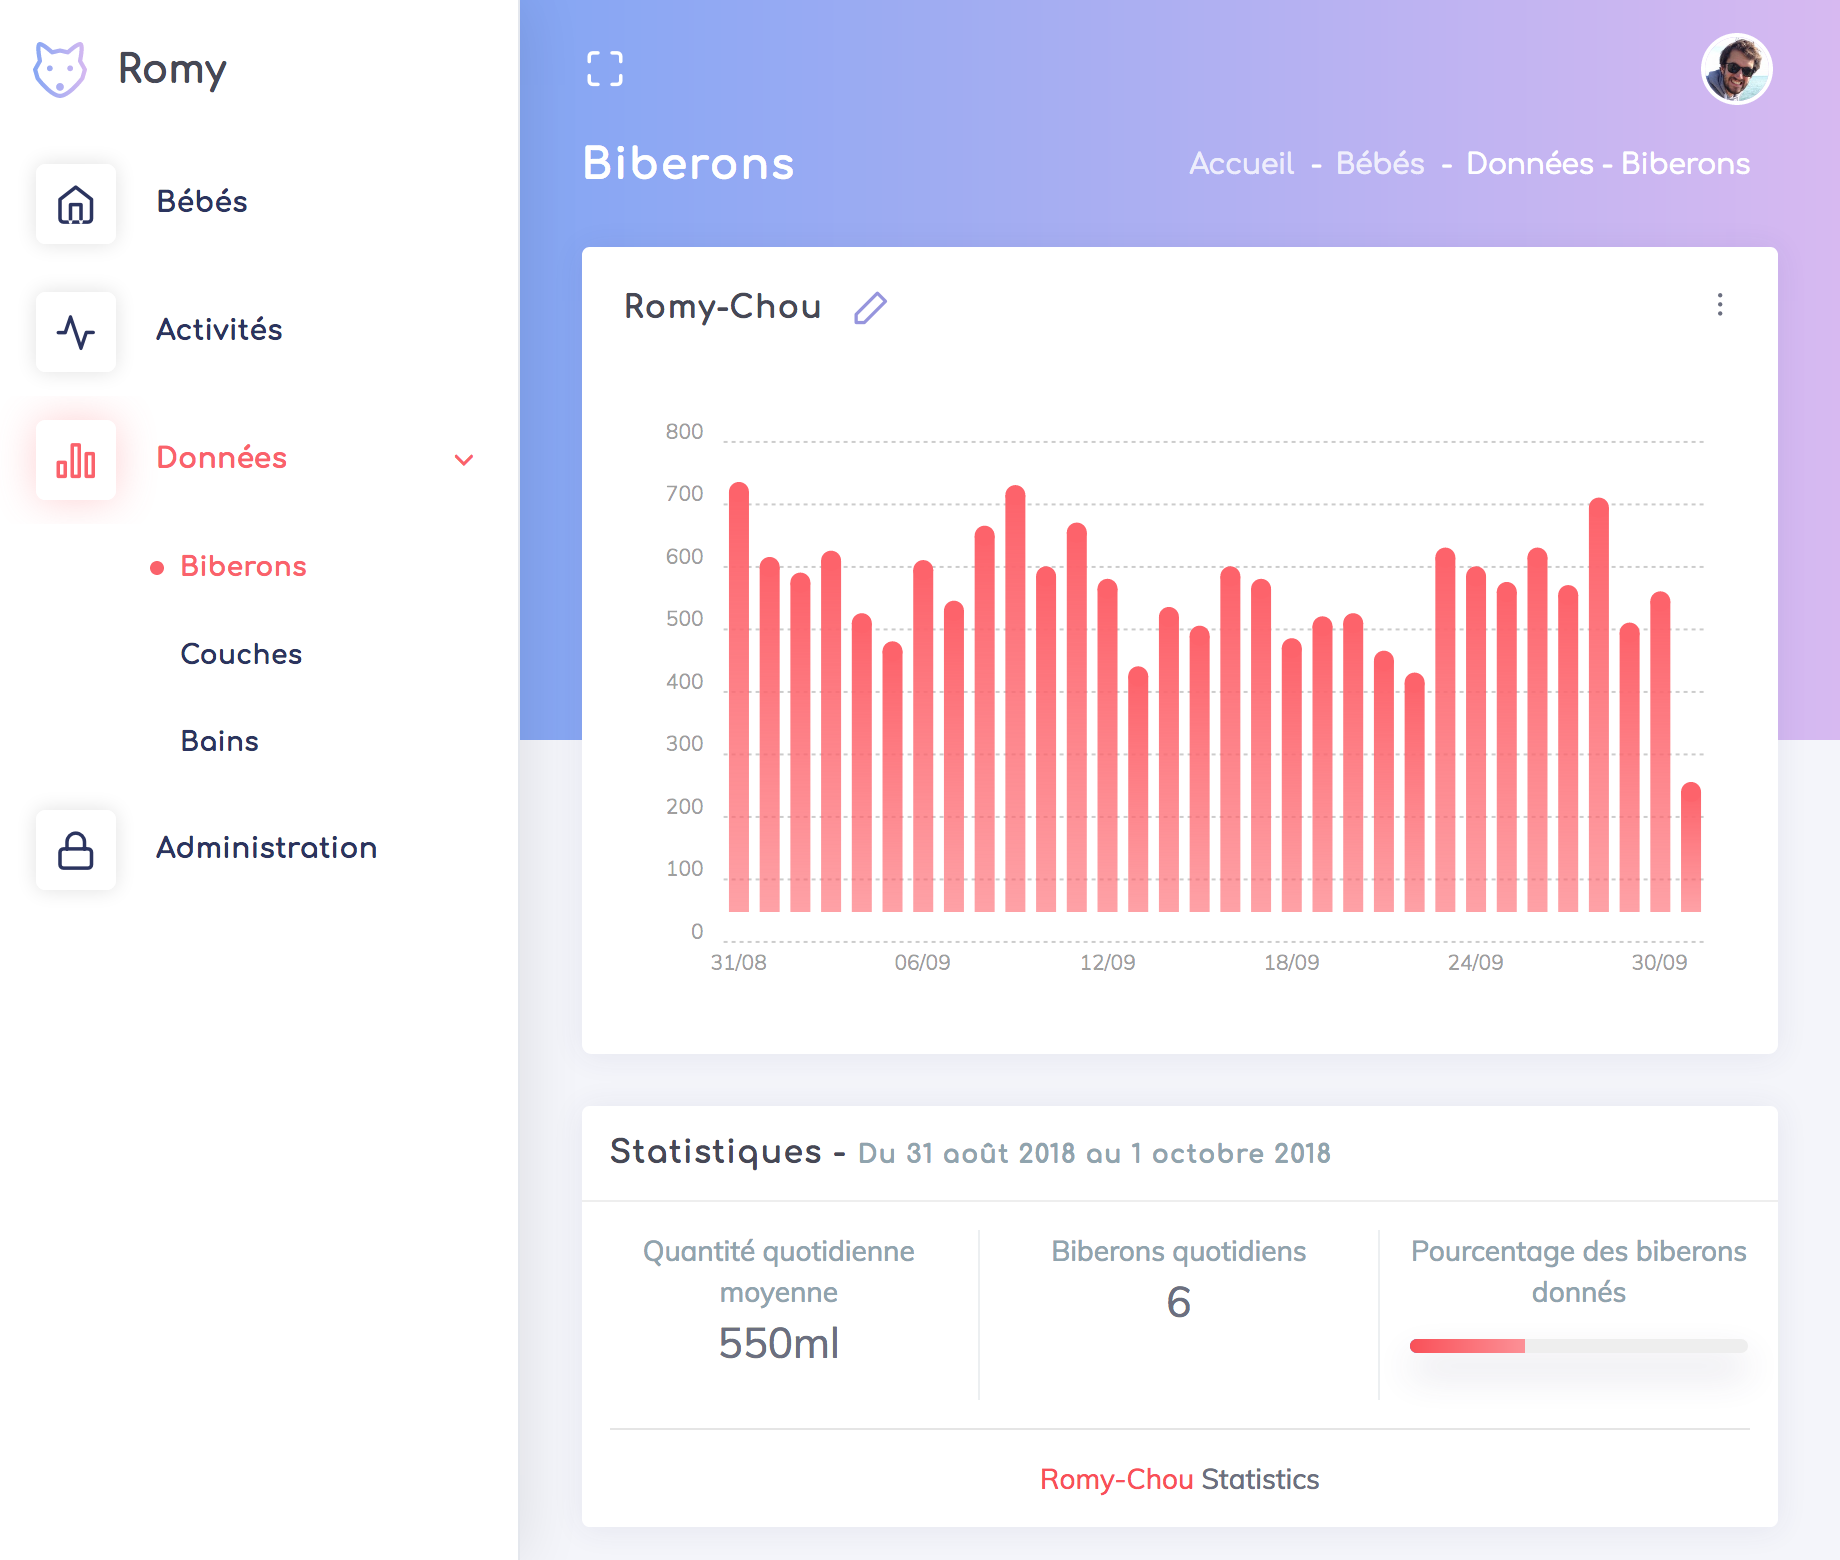 Romy
Bébés
Activités
Données
Biberons
Couches
Bains
Administration
Biberons
Accueil - Bébés - Données - Biberons
Romy-Chou
800
700
600
500
400
300
200
100
0
31/08 06/09 12/09 18/09 24/09 30/09
Statistiques - Du 31 août 2018 au 1 octobre 2018
Quantité quotidienne
moyenne
550ml
Biberons quotidiens
6
Pourcentage des biberons
donnés
Romy-Chou Statistics